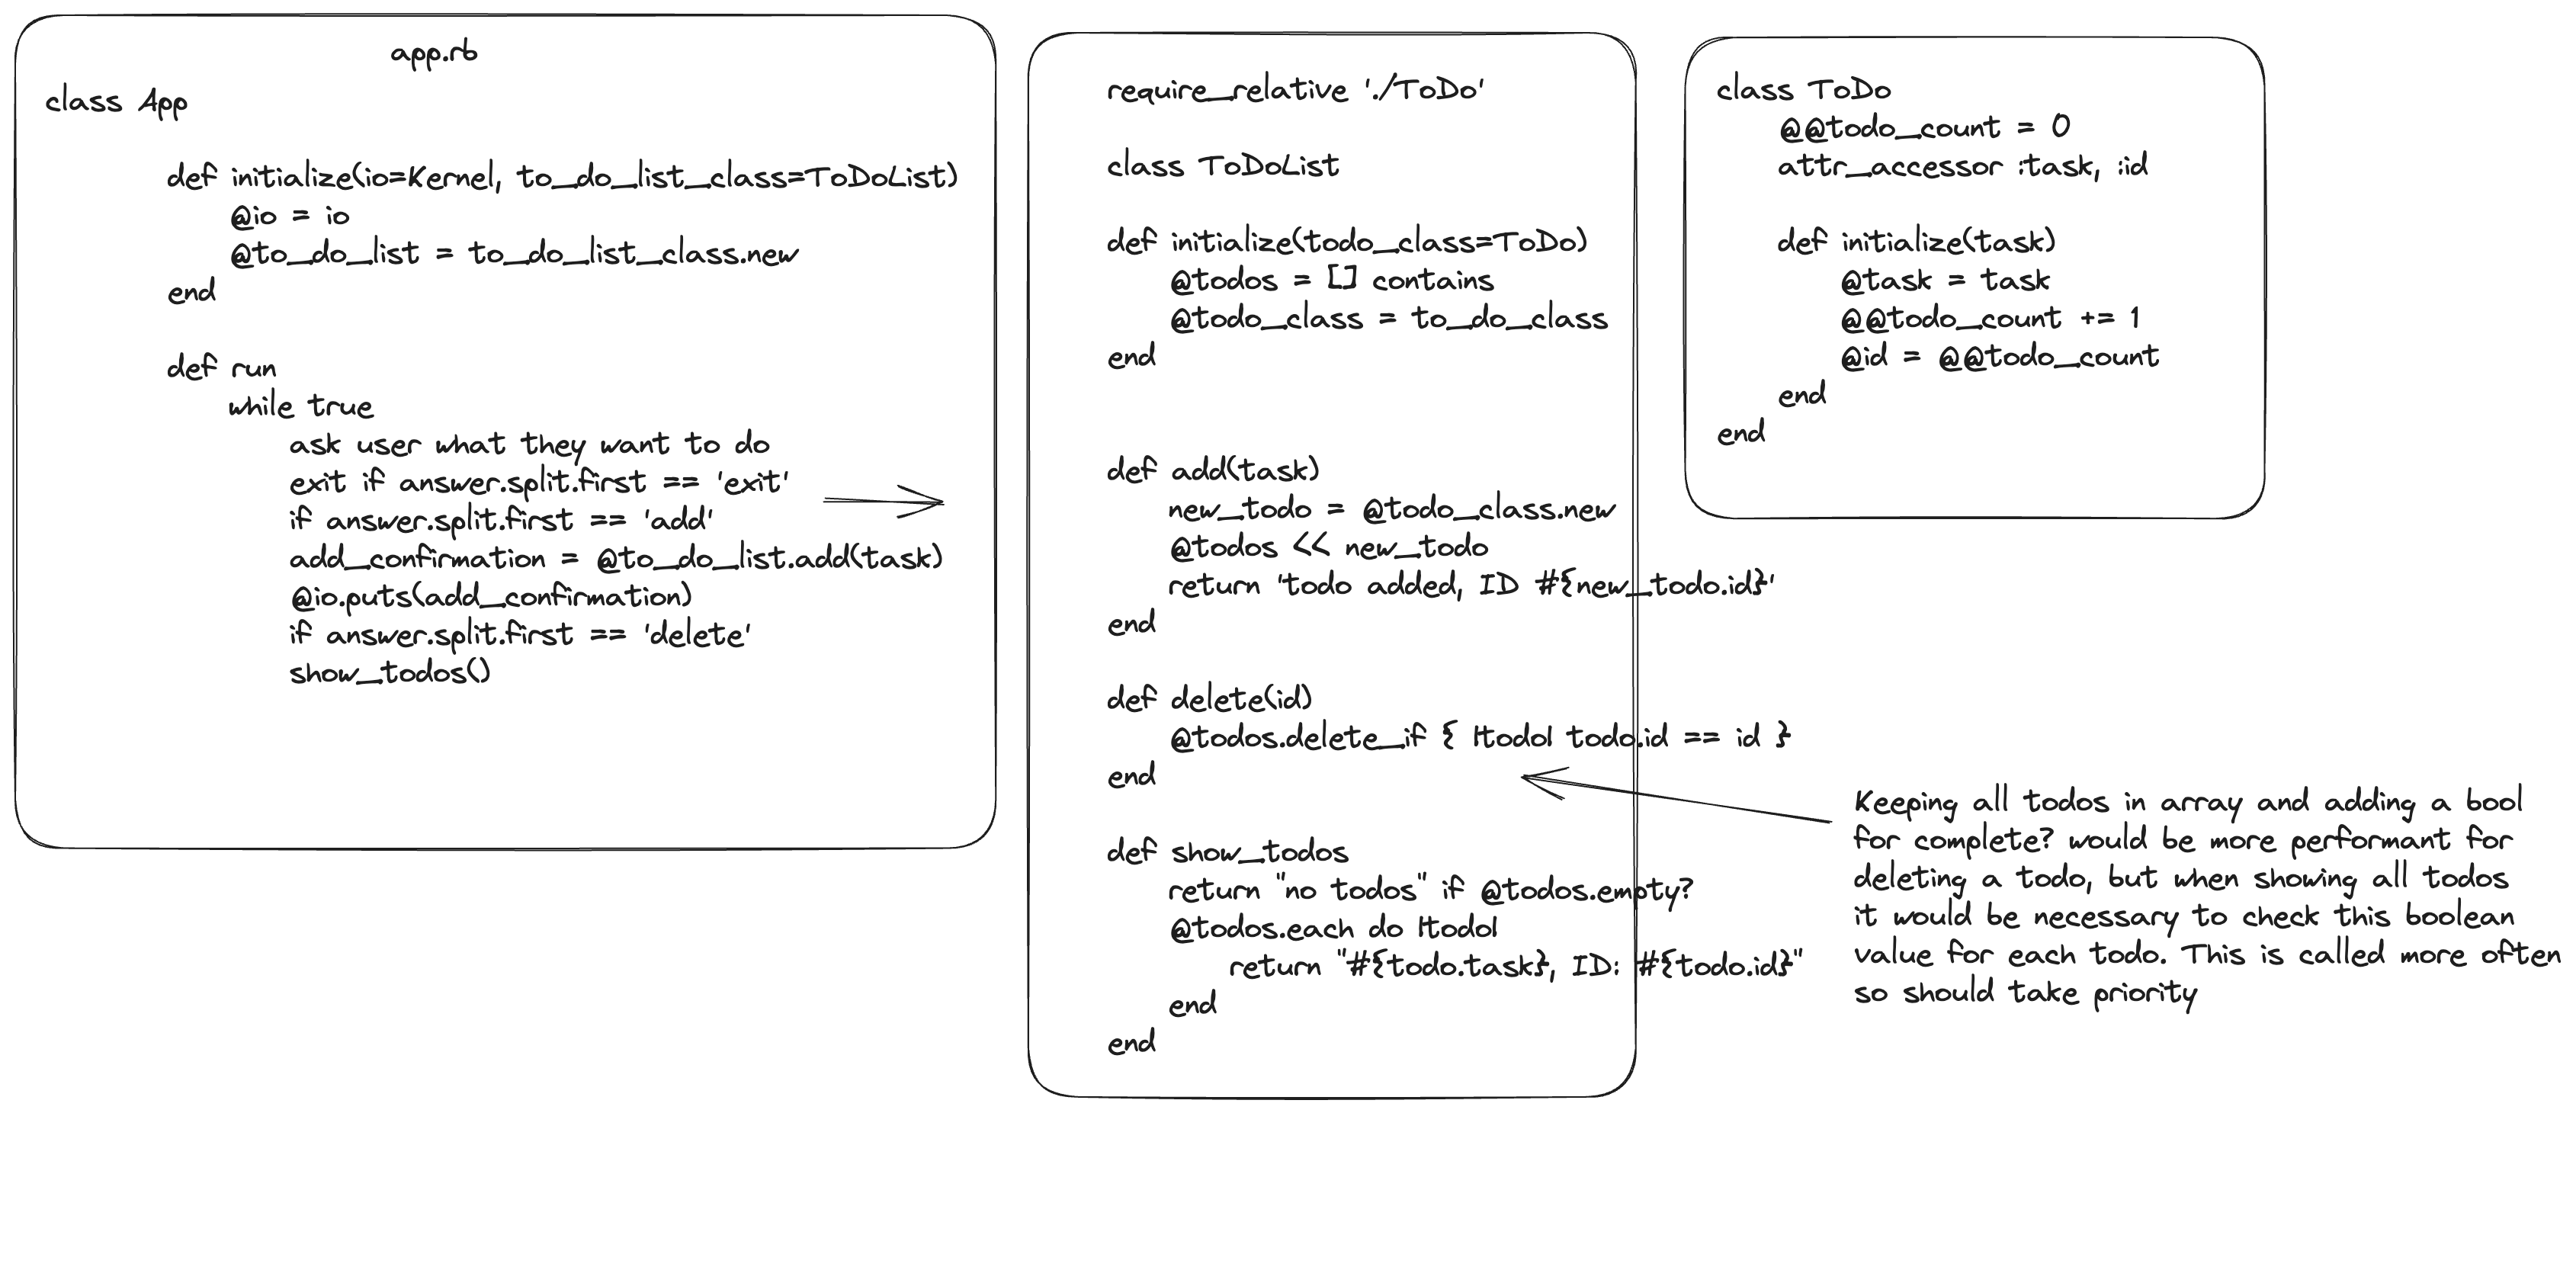 app.rb
class App
def initialize(io=Kernel, to_do_list_class=ToDoList)
@io = io
@to_do_list = to_do_list_class.new
end
def run
while true
ask user what they want to do
exit if answer.split.first == 'exit'
if answer.split.first == 'add'
add_confirmation = @to_do_list.add(task)
@io.puts(add_confirmation)
if answer.split.first == 'delete'
show_todos()
require_relative './ToDo'
class ToDoList
def initialize(todo_class=ToDo)
@todos = [] contains
@todo_class = to_do_class
end
def add(task)
new_todo = @todo_class.new
@todos << new_todo
return 'todo added, ID #{new_todo.id}'
end
def delete(id)
@todos.delete_if { |todo| todo.id == id }
end
def show_todos
return "no todos" if @todos.empty?
@todos.each do |todo|
return "#{todo.task}, ID: #{todo.id}"
end
end
class ToDo
@@todo_count = 0
attr_accessor :task, :id
def initialize(task)
@task = task
@@todo_count += 1
@id = @@todo_count
end
end
Keeping all todos in array and adding a bool
for complete? would be more performant for
deleting a todo, but when showing all todos
it would be necessary to check this boolean
value for each todo. This is called more often
so should take priority